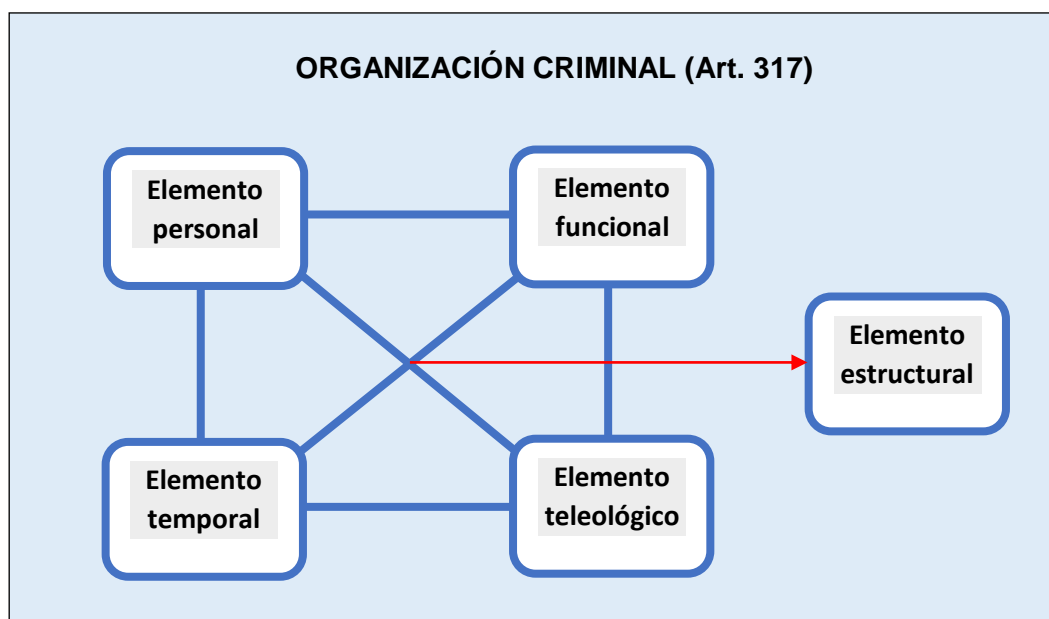 ORGANIZACIÓN CRIMINAL (Art. 317)
Elemento
personal
Elemento
funcional
Elemento
estructural
Elemento
temporal
Elemento
teleológico